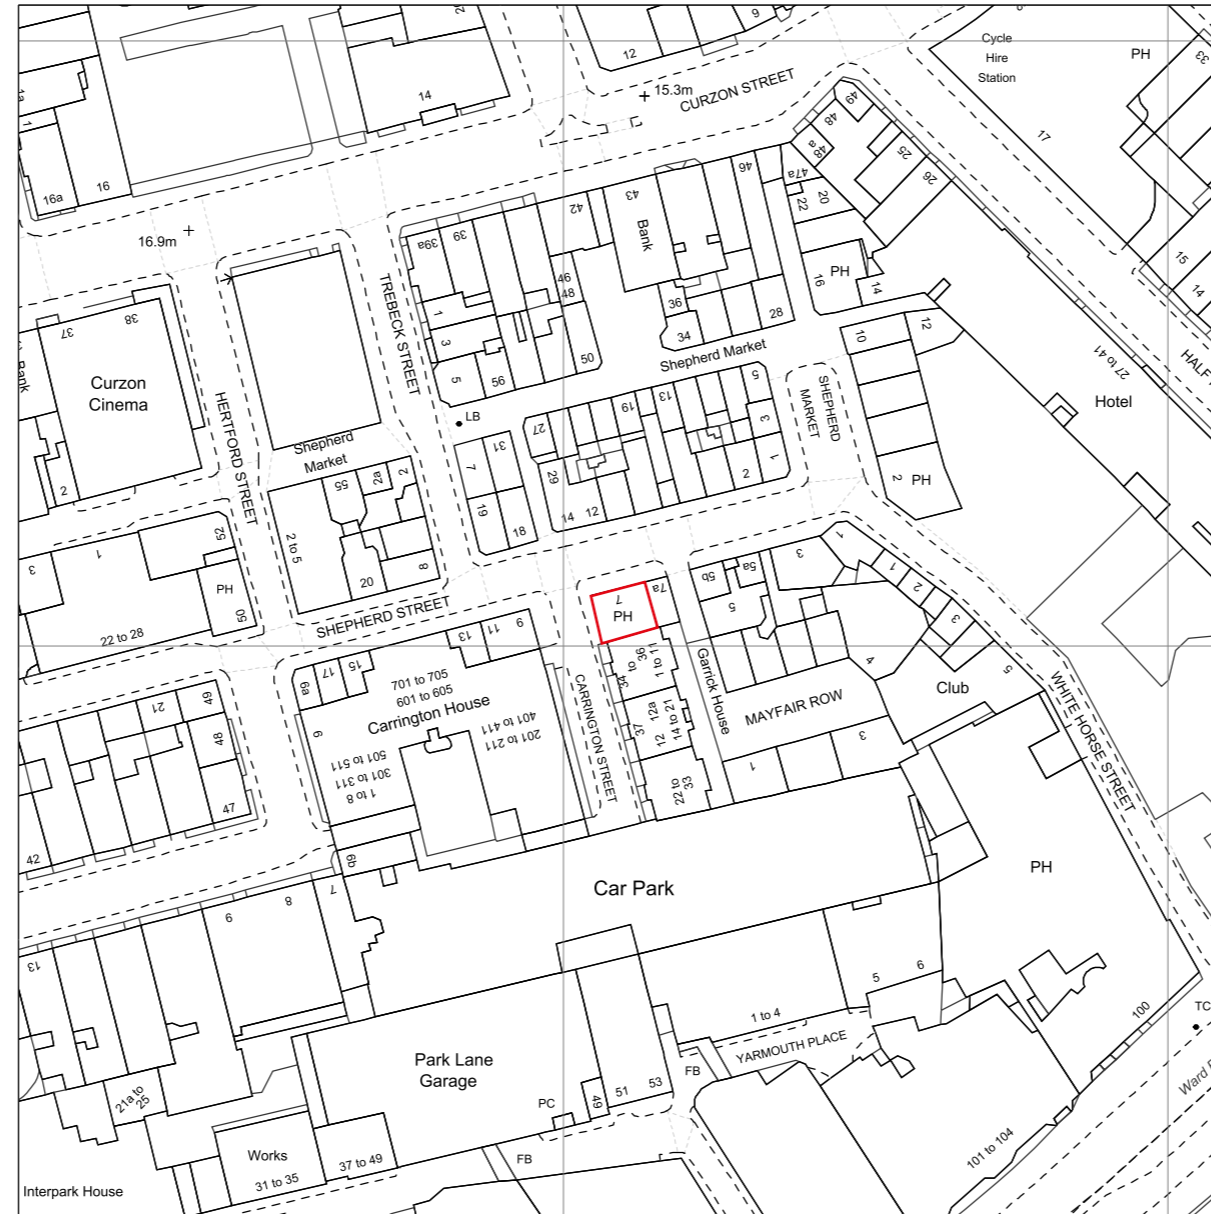 12
6
Cycle
Hire
Station
PH
33
1a
1
14
15.3m
CURZON STREET
49
48
48
a
17
16a
16
25
26
47a
46
43
42
20
22
15
14
16.9m
39a
39
Bank
TREBECK STREET
46
48
36
34
28
16
PH
14
37
38
Curzon
Cinema
Bank
HERTFORD STREET
1
3
5
56
50
Shepherd Market
10
12
27 to 41
HALF
Hotel
SHEPHERD
MARKET
LB
Shepherd
Market
27
19
13
5
3
1
2
7
31
29
55
2a
2
2
PH
2
19
18
14
12
1
3
52
2 to 5
20
8
PH
50
22 to 28
SHEPHERD STREET
7
PH
7a
5b
5a
5
3
1
1
2
3
5
4
Club
9a
17
15
13
11
9
701 to 705
601 to 605
Carrington House
401 to 411
201 to 211
501 to 511
301 to 311
1 to 8
9
CARRINGTON STREET
34 to 36
1 to 11
37
12
12a
14 to 21
22 to 33
Garrick House
MAYFAIR ROW
1
3
WHITE HORSE STREET
21
49
48
47
42
9b
7
8
9
13
Car Park
PH
5
6
1 to 4
YARMOUTH PLACE
100
TC
Park Lane
Garage
FB
51
53
49
PC
21a to
25
Works
31 to 35
37 to 49
FB
101 to 104
Interpark House